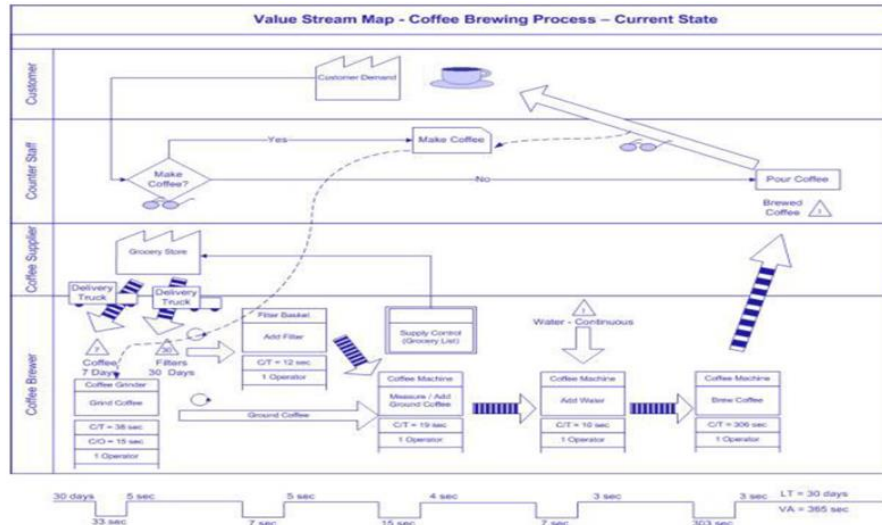 Value Stream Map - Coffee Brewing Process – Current State
Customer
Customer Demand
Counter Staff
Make
Coffee?
Yes
Make Coffee
No
Pour Coffee
Brewed
Coffee
Coffee Supplier
Grocery Store
Delivery
Truck
Delivery
Truck
Coffee Brewer
7
Coffee
7 Days
30
Filters
30 Days
Filter Basket
Add Filter
C/T = 12 sec
1 Operator
Supply Control
(Grocery List)
Water - Continuous
Coffee Grinder
Grind Coffee
C/T = 38 sec
C/O = 15 sec
1 Operator
Ground Coffee
Coffee Machine
Measure / Add
Ground Coffee
C/T = 19 sec
1 Operator
Coffee Machine
Add Water
C/T = 10 sec
1 Operator
Coffee Machine
Brew Coffee
C/T = 306 sec
1 Operator
30 days
33 sec
5 sec
7 sec
5 sec
15 sec
4 sec
7 sec
3 sec
303 sec
3 sec
LT = 30 days
VA = 365 sec